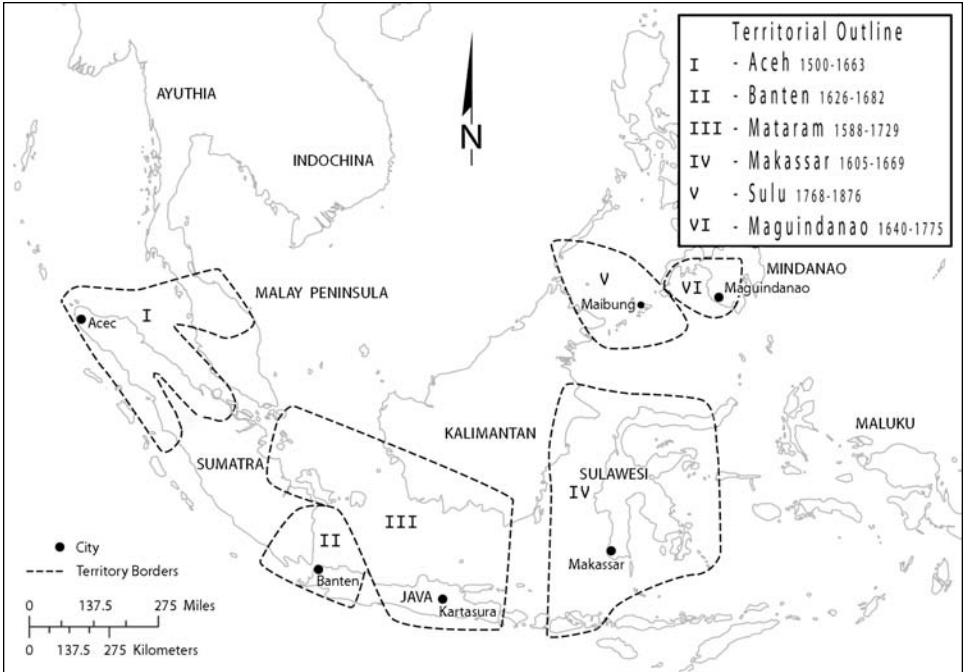 Territorial Outline
I - Aceh 1500-1663
II - Banten 1626-1682
III - Mataram 1588-1729
IV - Makassar 1605-1669
V - Sulu 1768-1876
VI - Maguindanao 1640-1775
AYUTHIA
N
INDOCHINA
MALAY PENINSULA
I
Acec
V
Maibung
VI
MINDANAO
Maguindanao
KALIMANTAN
MALUKU
SUMATRA
SULAWESI
IV
III
II
Makassar
Banten
JAVA
Kartasura
City
Territory Borders
0 137.5 275 Miles
0 137.5 275 Kilometers